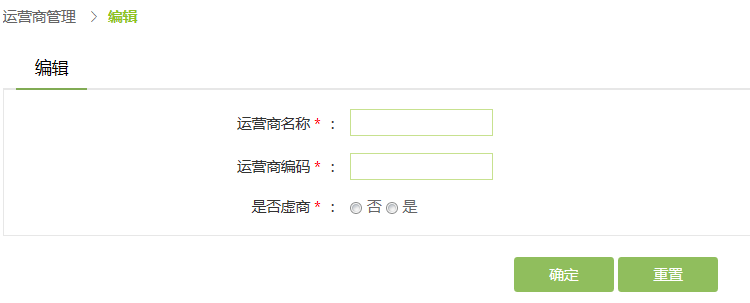 运营商管理 > 编辑
编辑
运营商名称 * ：
运营商编码 * ：
是否虚商 * ： 否 是
确定 重置